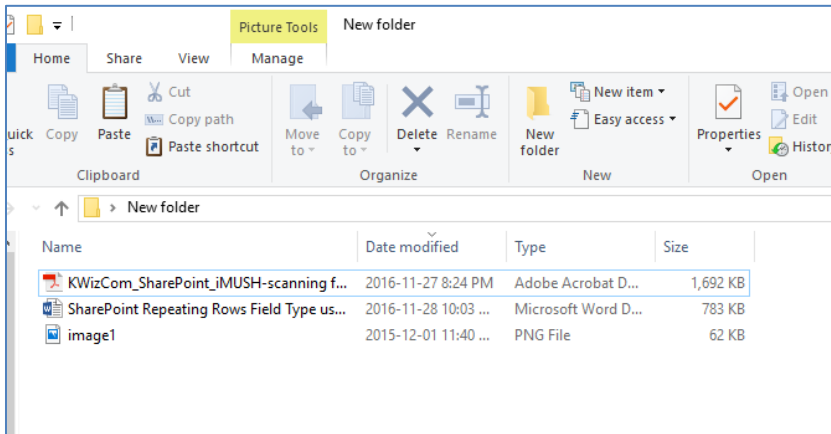 Picture Tools New folder
Home Share View Manage
Cut
Copy path
Paste shortcut
Copy Paste
Move to Copy to Delete Rename
New folder
New item
Easy access
Properties
Open
Edit
Clipboard Organize New Open
New folder
Name Date modified Type Size
KWizCom_SharePoint_iMUSH-scanning f... 2016-11-27 8:24 PM Adobe Acrobat D... 1,692 KB
SharePoint Repeating Rows Field Type us... 2016-11-28 10:03 ... Microsoft Word D... 783 KB
image1 2015-12-01 11:40 ... PNG File 62 KB